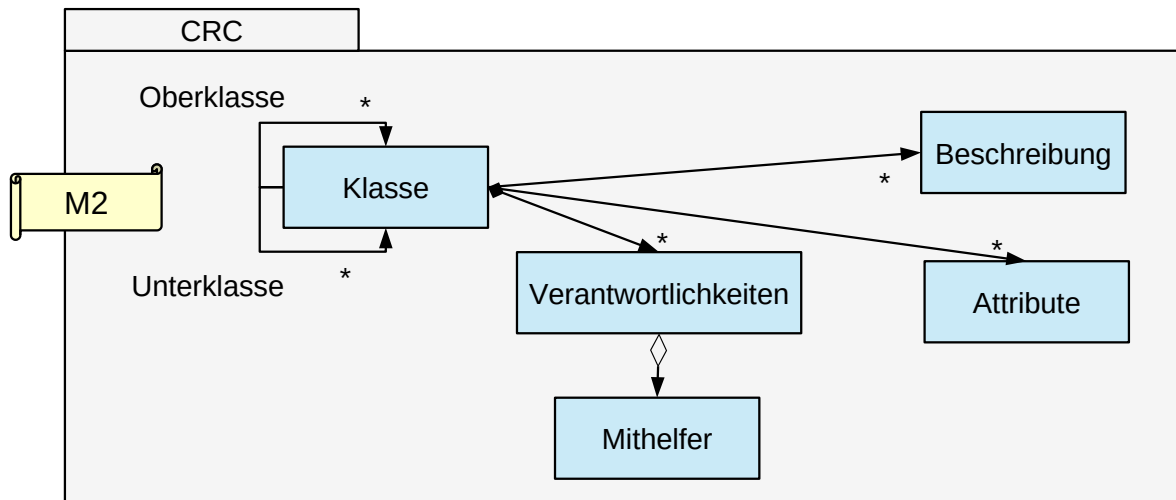 CRC
Oberklasse
*
Klasse
Beschreibung
*
M2
Unterklasse
*
*
*
Verantwortlichkeiten
Attribute
Mithelfer